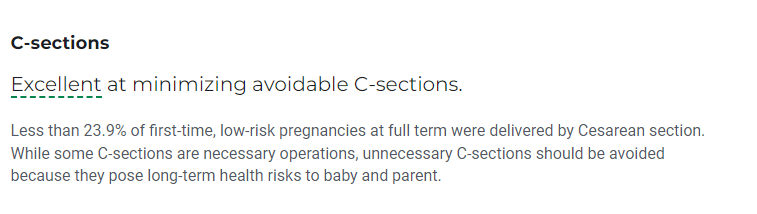 C-sections
Excellent at minimizing avoidable C-sections.
Less than 23.9% of first-time, low-risk pregnancies at full term were delivered by Cesarean section.
While some C-sections are necessary operations, unnecessary C-sections should be avoided
because they pose long-term health risks to baby and parent.